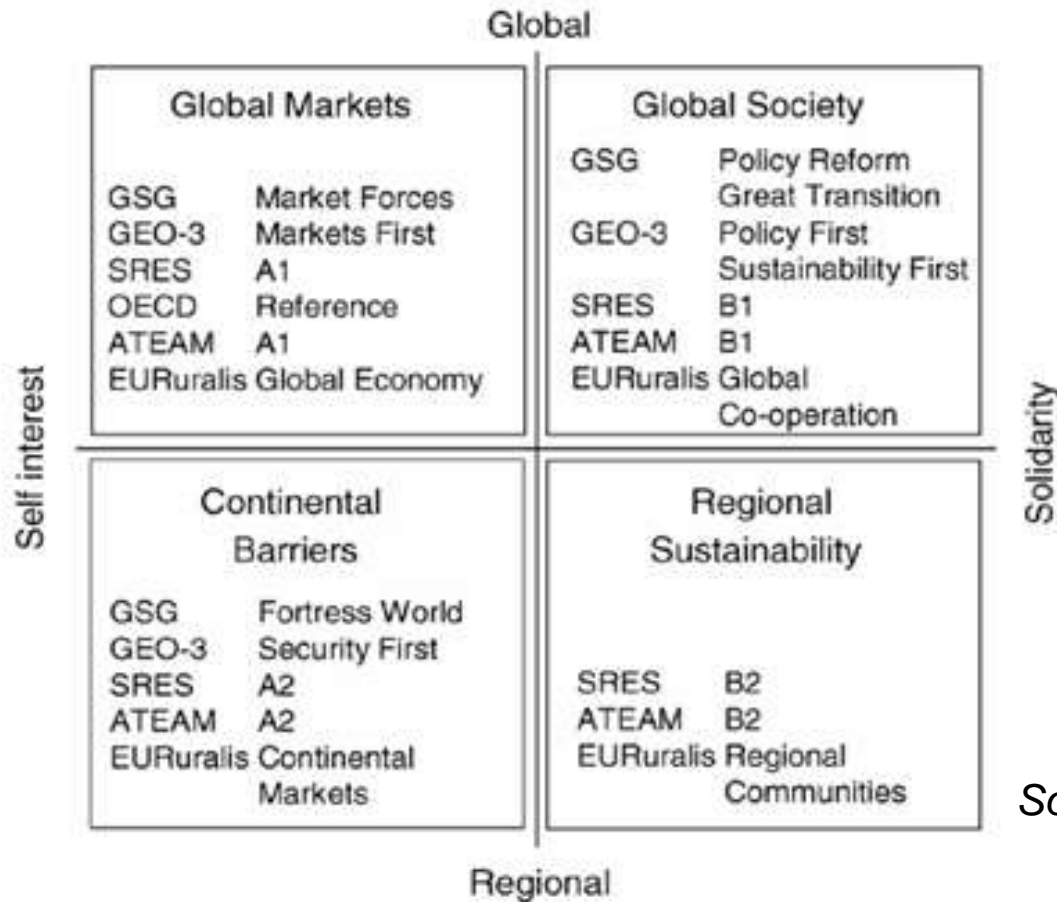 Global
Global Markets
GSG Market Forces
GEO-3 Markets First
SRES A1
OECD Reference
ATEAM A1
EURuralis Global Economy
Global Society
GSG Policy Reform
Great Transition
GEO-3 Policy First
Sustainability First
SRES B1
ATEAM B1
EURuralis Global
Co-operation
Self interest
Solidarity
Continental
Barriers
GSG Fortress World
GEO-3 Security First
SRES A2
ATEAM A2
EURuralis Continental
Markets
Regional
Sustainability
SRES B2
ATEAM B2
EURuralis Regional
Communities
Regional